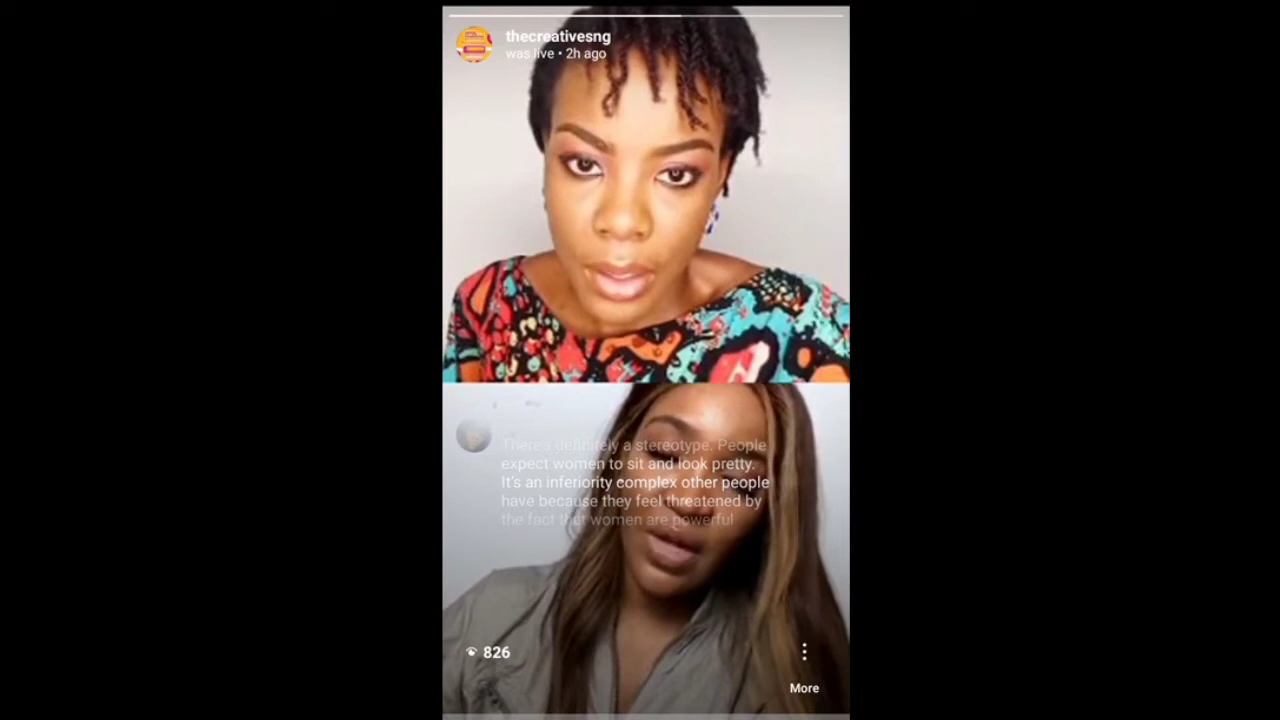 thecreativesng
was live • 2h ago
There's definitely a stereotype. People
expect women to sit and look pretty.
It's an inferiority complex other people
have because they feel threatened by
the fact that women are powerful
826
More